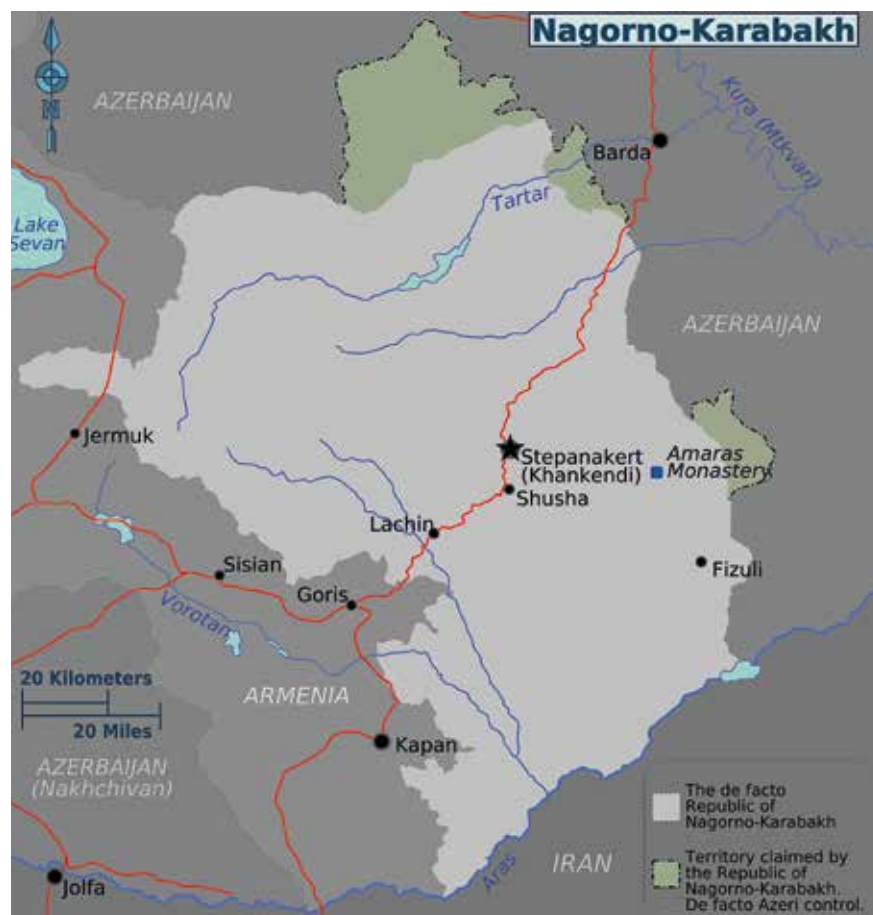 Nagorno-Karabakh
N
AZERBAIJAN
Kura (Mtkvari)
Barda
Tartar
Lake
Sevan
AZERBAIJAN
Jermuk
Stepanakert
(Khankendi)
Amaras
Monastery
Shusha
Lachin
Sisian
Fizuli
Goris
Vorotan
20 Kilometers
20 Miles
ARMENIA
Kapan
AZERBAIJAN
(Nakhchivan)
The de facto
Republic of
Nagorno-Karabakh
IRAN
Aras
Jolfa
Territory claimed by
the Republic of
Nagorno-Karabakh.
De facto Azeri control.